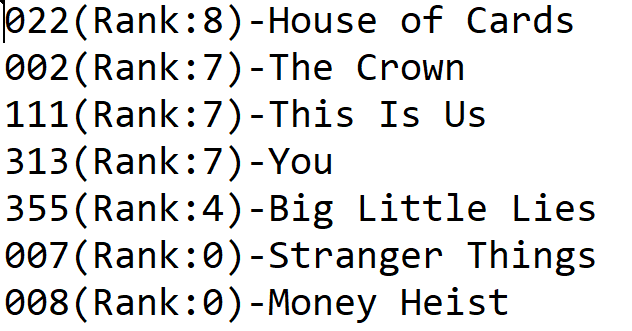 022(Rank:8)-House of Cards
002(Rank:7)-The Crown
111(Rank:7)-This Is Us
313(Rank:7)-You
355(Rank:4)-Big Little Lies
007(Rank:0)-Stranger Things
008(Rank:0)-Money Heist